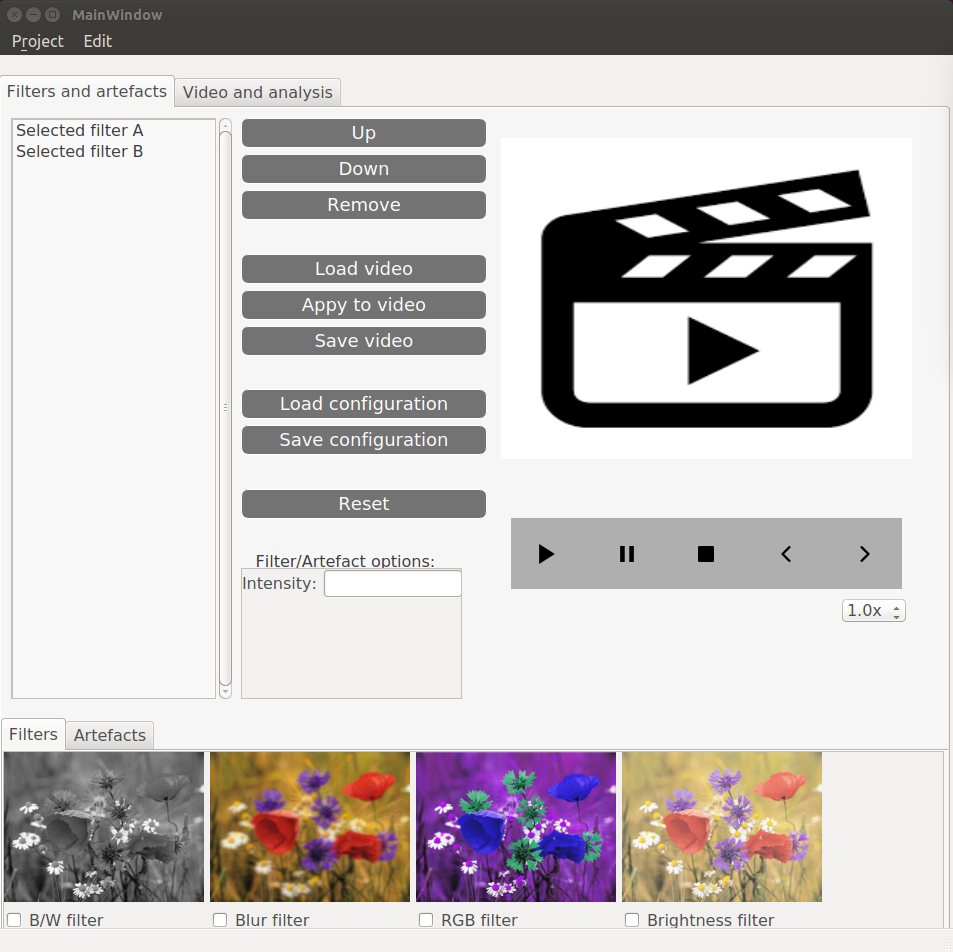 MainWindow
Project Edit
Filters and artefacts Video and analysis
Selected filter A
Selected filter B
Up
Down
Remove
Load video
Appy to video
Save video
Load configuration
Save configuration
Reset
Filter/Artefact options:
Intensity:
1.0x
Filters Artefacts
B/W filter Blur filter RGB filter Brightness filter